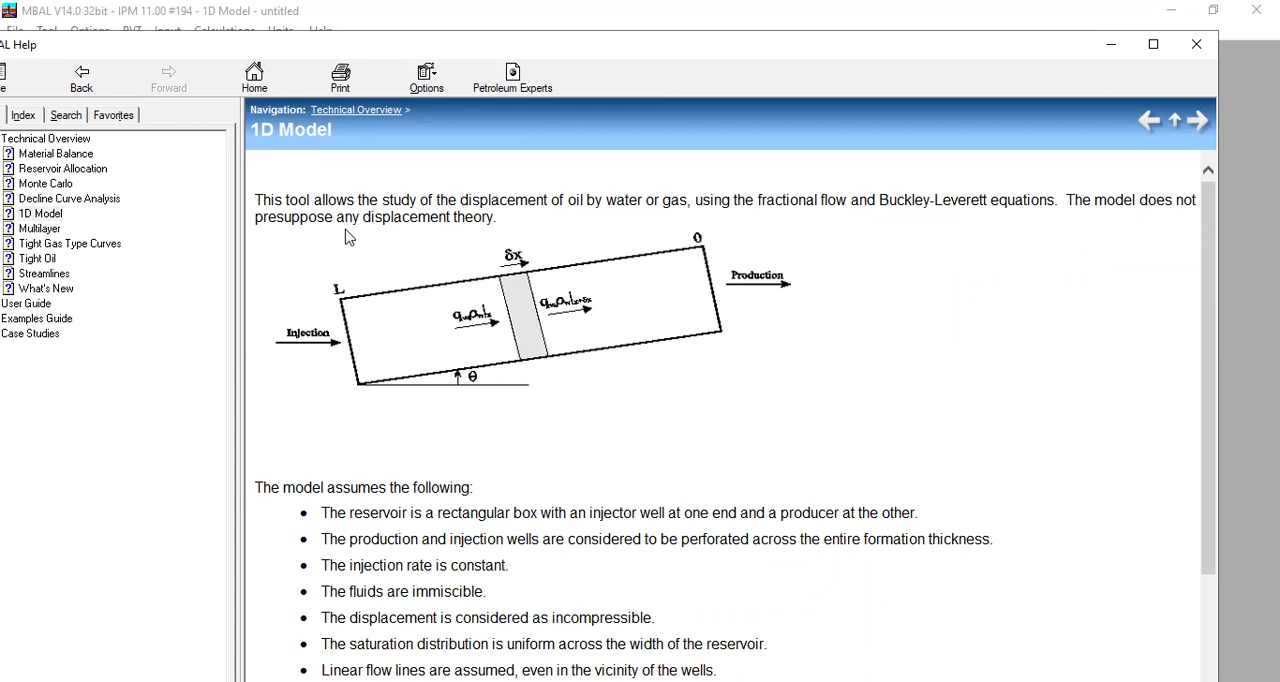 MBAL V14.0 32bit - IPM 11.00 #194 - 1D Model - untitled
File Tool Options PVT Input Calculations Units Help
AL Help
e Back Forward Home Print Options Petroleum Experts
Index Search Favorites
Technical Overview
Material Balance
Reservoir Allocation
Monte Carlo
Decline Curve Analysis
1D Model
Multilayer
Tight Gas Type Curves
Tight Oil
Streamlines
What's New
User Guide
Examples Guide
Case Studies
Navigation: Technical Overview >
1D Model
This tool allows the study of the displacement of oil by water or gas, using the fractional flow and Buckley-Leverett equations. The model does not
presuppose any displacement theory.
0
δx
Production
L
Injection
θ
The model assumes the following:
• The reservoir is a rectangular box with an injector well at one end and a producer at the other.
• The production and injection wells are considered to be perforated across the entire formation thickness.
• The injection rate is constant.
• The fluids are immiscible.
• The displacement is considered as incompressible.
• The saturation distribution is uniform across the width of the reservoir.
• Linear flow lines are assumed, even in the vicinity of the wells.